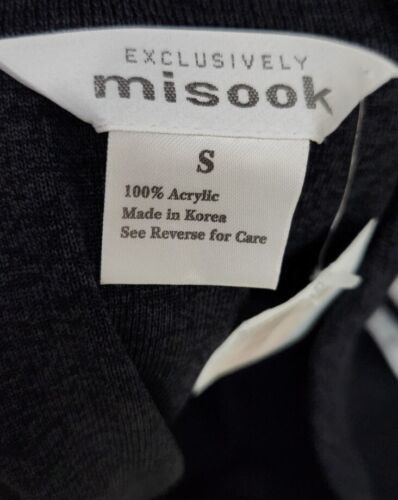 EXCLUSIVELY
misook
S
100% Acrylic
Made in Korea
See Reverse for Care